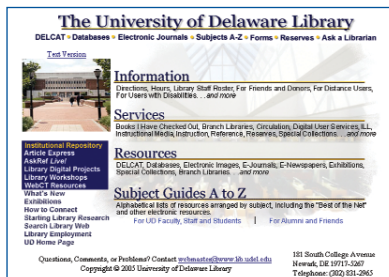 The University of Delaware Library
DELCAT • Databases • Electronic Journals • Subjects A-Z • Forms • Reserves • Ask a Librarian
Text Version
Information
Directions, Hours, Library Staff Roster, For Friends and Donors, For Distance Users,
For Users with Disabilities. . .and more
Services
Books I Have Checked Out, Branch Libraries, Circulation, Digital User Services, ILL,
Instructional Media, Instruction, Reference, Reserves, Special Collections. . .and more
Institutional Repository
Article Express
AskRef Live!
Library Digital Projects
Library Workshops
WebCT Resources
What's New
Exhibitions
How to Connect
Starting Library Research
Search Library Web
Library Employment
UD Home Page
Resources
DELCAT, Databases, Electronic Images, E-Journals, E-Newspapers, Exhibitions,
Special Collections, Branch Libraries. . . and more
Subject Guides A to Z
Alphabetical lists of resources arranged by subject, including the "Best of the Net"
and other electronic resources.
For UD Faculty, Staff and Students | For Alumni and Friends
Questions, Comments, or Problems? Contact webmaster@www.lib.udel.edu
Copyright © 2005 University of Delaware Library
181 South College Avenue
Newark, DE 19717-5267
Telephone: (302) 831-2965